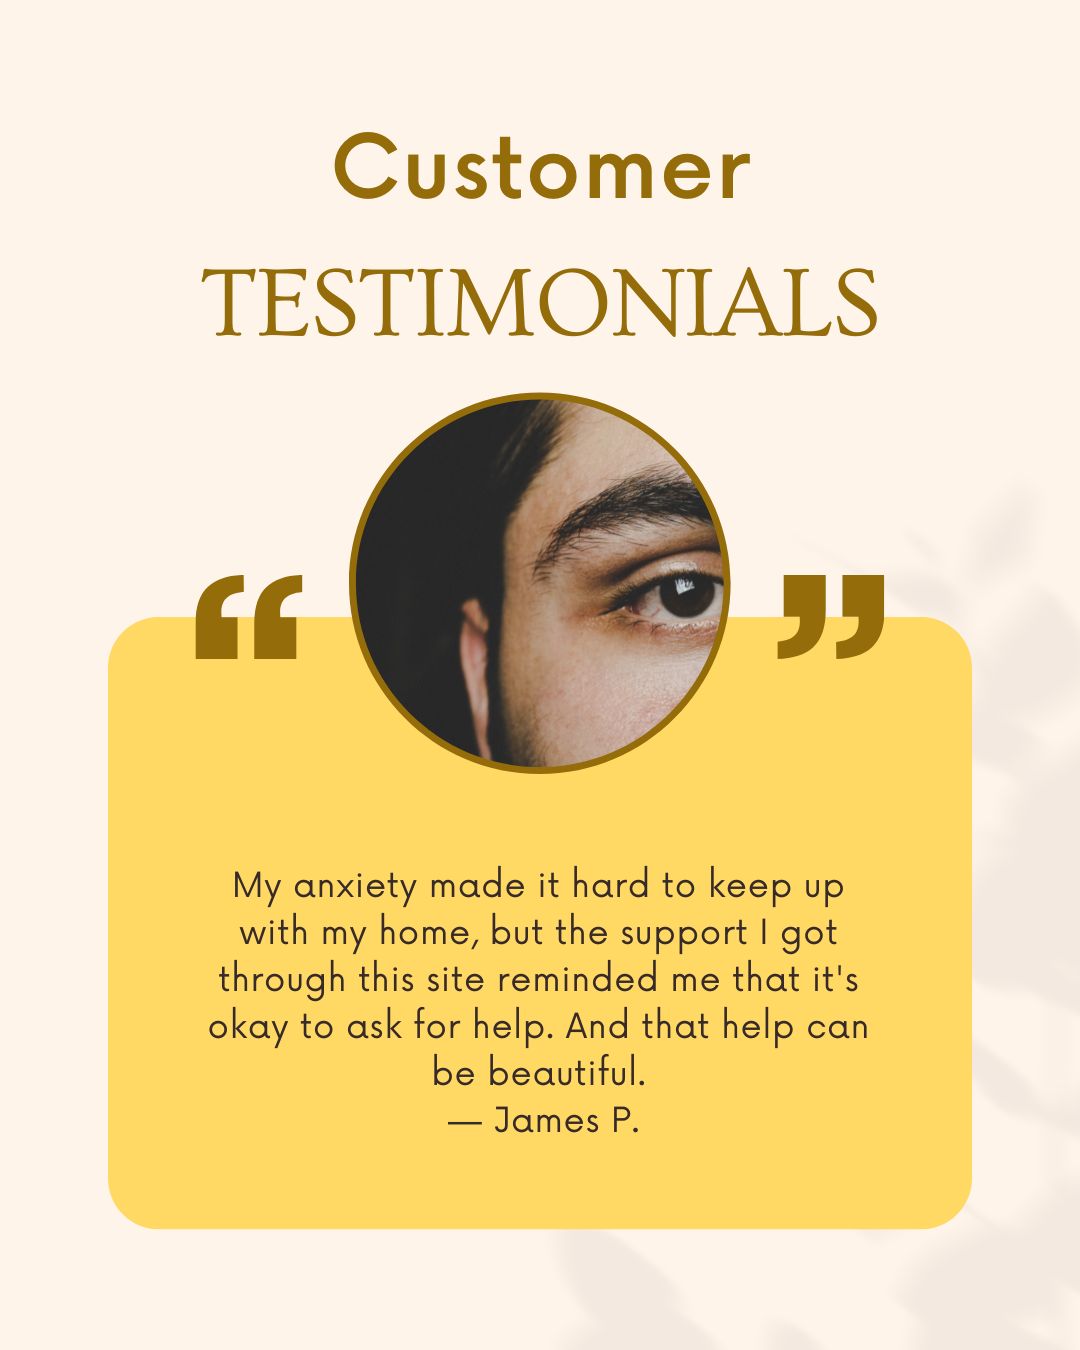 Customer
TESTIMONIALS
“ ”
My anxiety made it hard to keep up
with my home, but the support I got
through this site reminded me that it's
okay to ask for help. And that help can
be beautiful.
— James P.